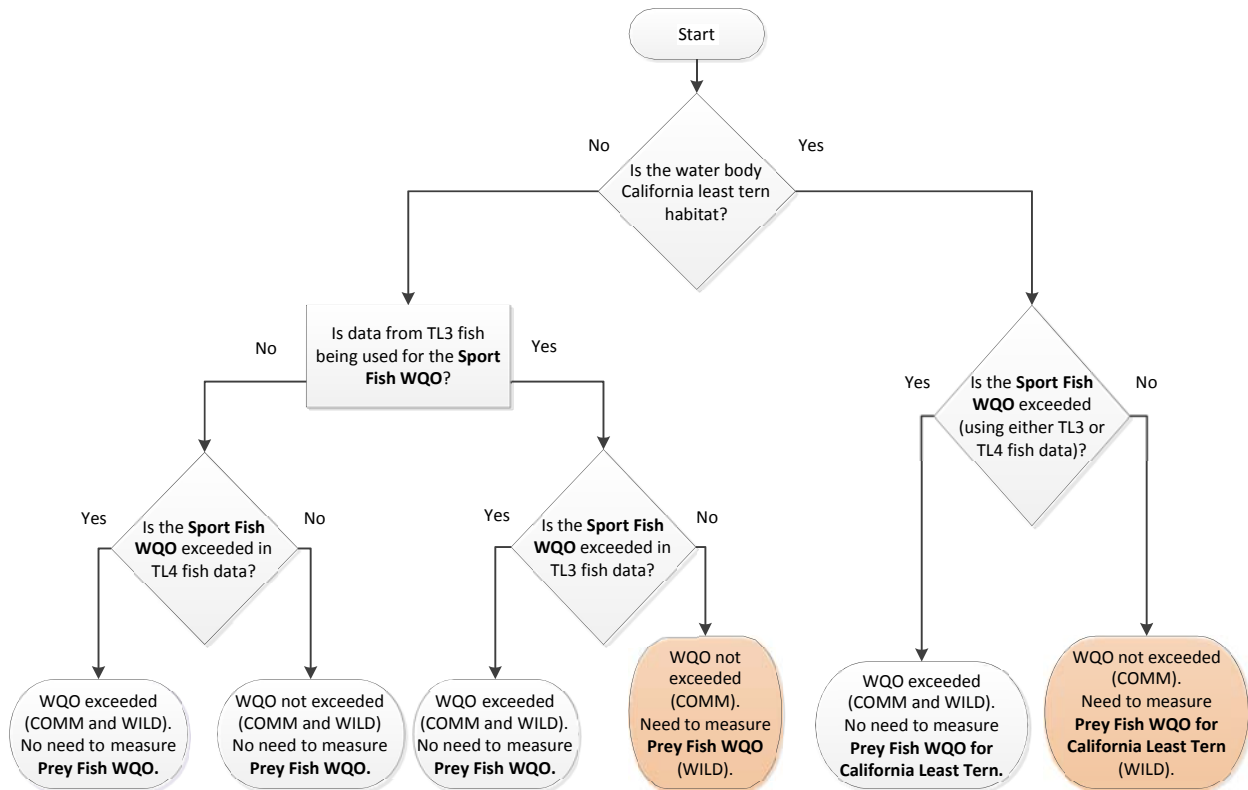 Start
No
Yes
Is the water body
California least tern
habitat?
Is data from TL3 fish
being used for the Sport
Fish WQO?
No
Yes
Is the Sport Fish
WQO exceeded
(using either TL3 or
TL4 fish data)?
Yes
No
Is the Sport Fish
WQO exceeded in
TL4 fish data?
Yes
No
Is the Sport Fish
WQO exceeded in
TL3 fish data?
Yes
No
WQO exceeded
(COMM and WILD).
No need to measure
Prey Fish WQO.
WQO not exceeded
(COMM and WILD)
No need to measure
Prey Fish WQO.
WQO exceeded
(COMM and WILD).
No need to measure
Prey Fish WQO.
WQO not
exceeded
(COMM).
Need to measure
Prey Fish WQO
(WILD).
WQO exceeded
(COMM and WILD).
No need to measure
Prey Fish WQO for
California Least Tern.
WQO not exceeded
(COMM).
Need to measure
Prey Fish WQO for
California Least Tern
(WILD).